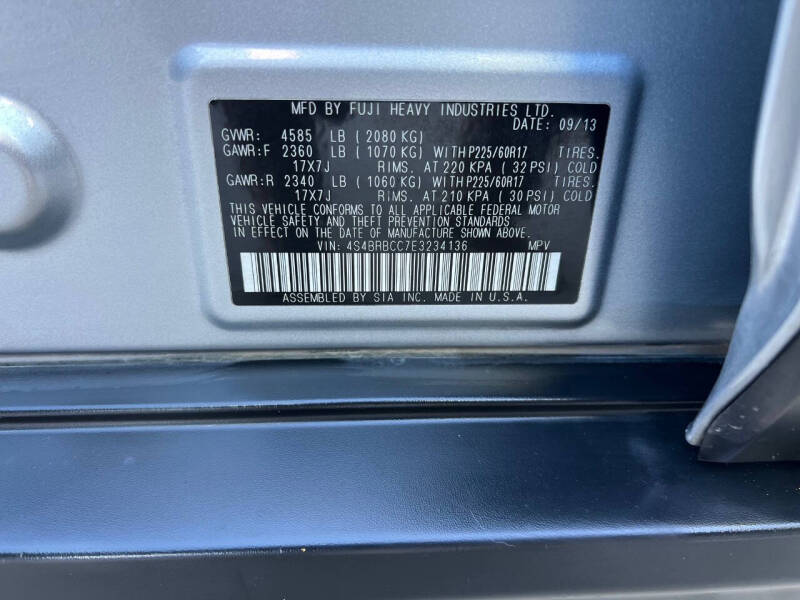 MFD BY FUJI HEAVY INDUSTRIES LTD.
DATE: 09/13
GVWR: 4585 LB ( 2080 KG)
GAWR:F 2360 LB ( 1070 KG) WITHP225/60R17 TIRES.
17X7J RIMS. AT 220 KPA ( 32 PSI) COLD
GAWR:R 2340 LB ( 1060 KG) WITHP225/60R17 TIRES.
17X7J RIMS. AT 210 KPA ( 30 PSI) COLD
THIS VEHICLE CONFORMS TO ALL APPLICABLE FEDERAL MOTOR
VEHICLE SAFETY AND THEFT PREVENTION STANDARDS
IN EFFECT ON THE DATE OF MANUFACTURE SHOWN ABOVE.
VIN: 4S4BRBCC7E3234136 MPV
ASSEMBLED BY SIA INC. MADE IN U.S.A.